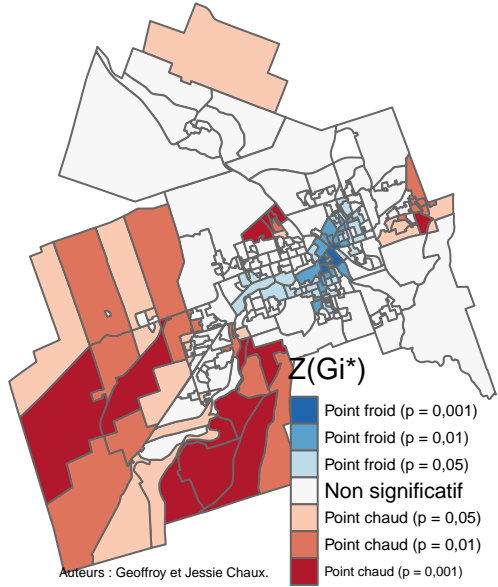 Z(Gi*)
Point froid (p = 0,001)
Point froid (p = 0,01)
Point froid (p = 0,05)
Non significatif
Point chaud (p = 0,05)
Point chaud (p = 0,01)
Point chaud (p = 0,001)
Auteurs : Geoffroy et Jessie Chaux.